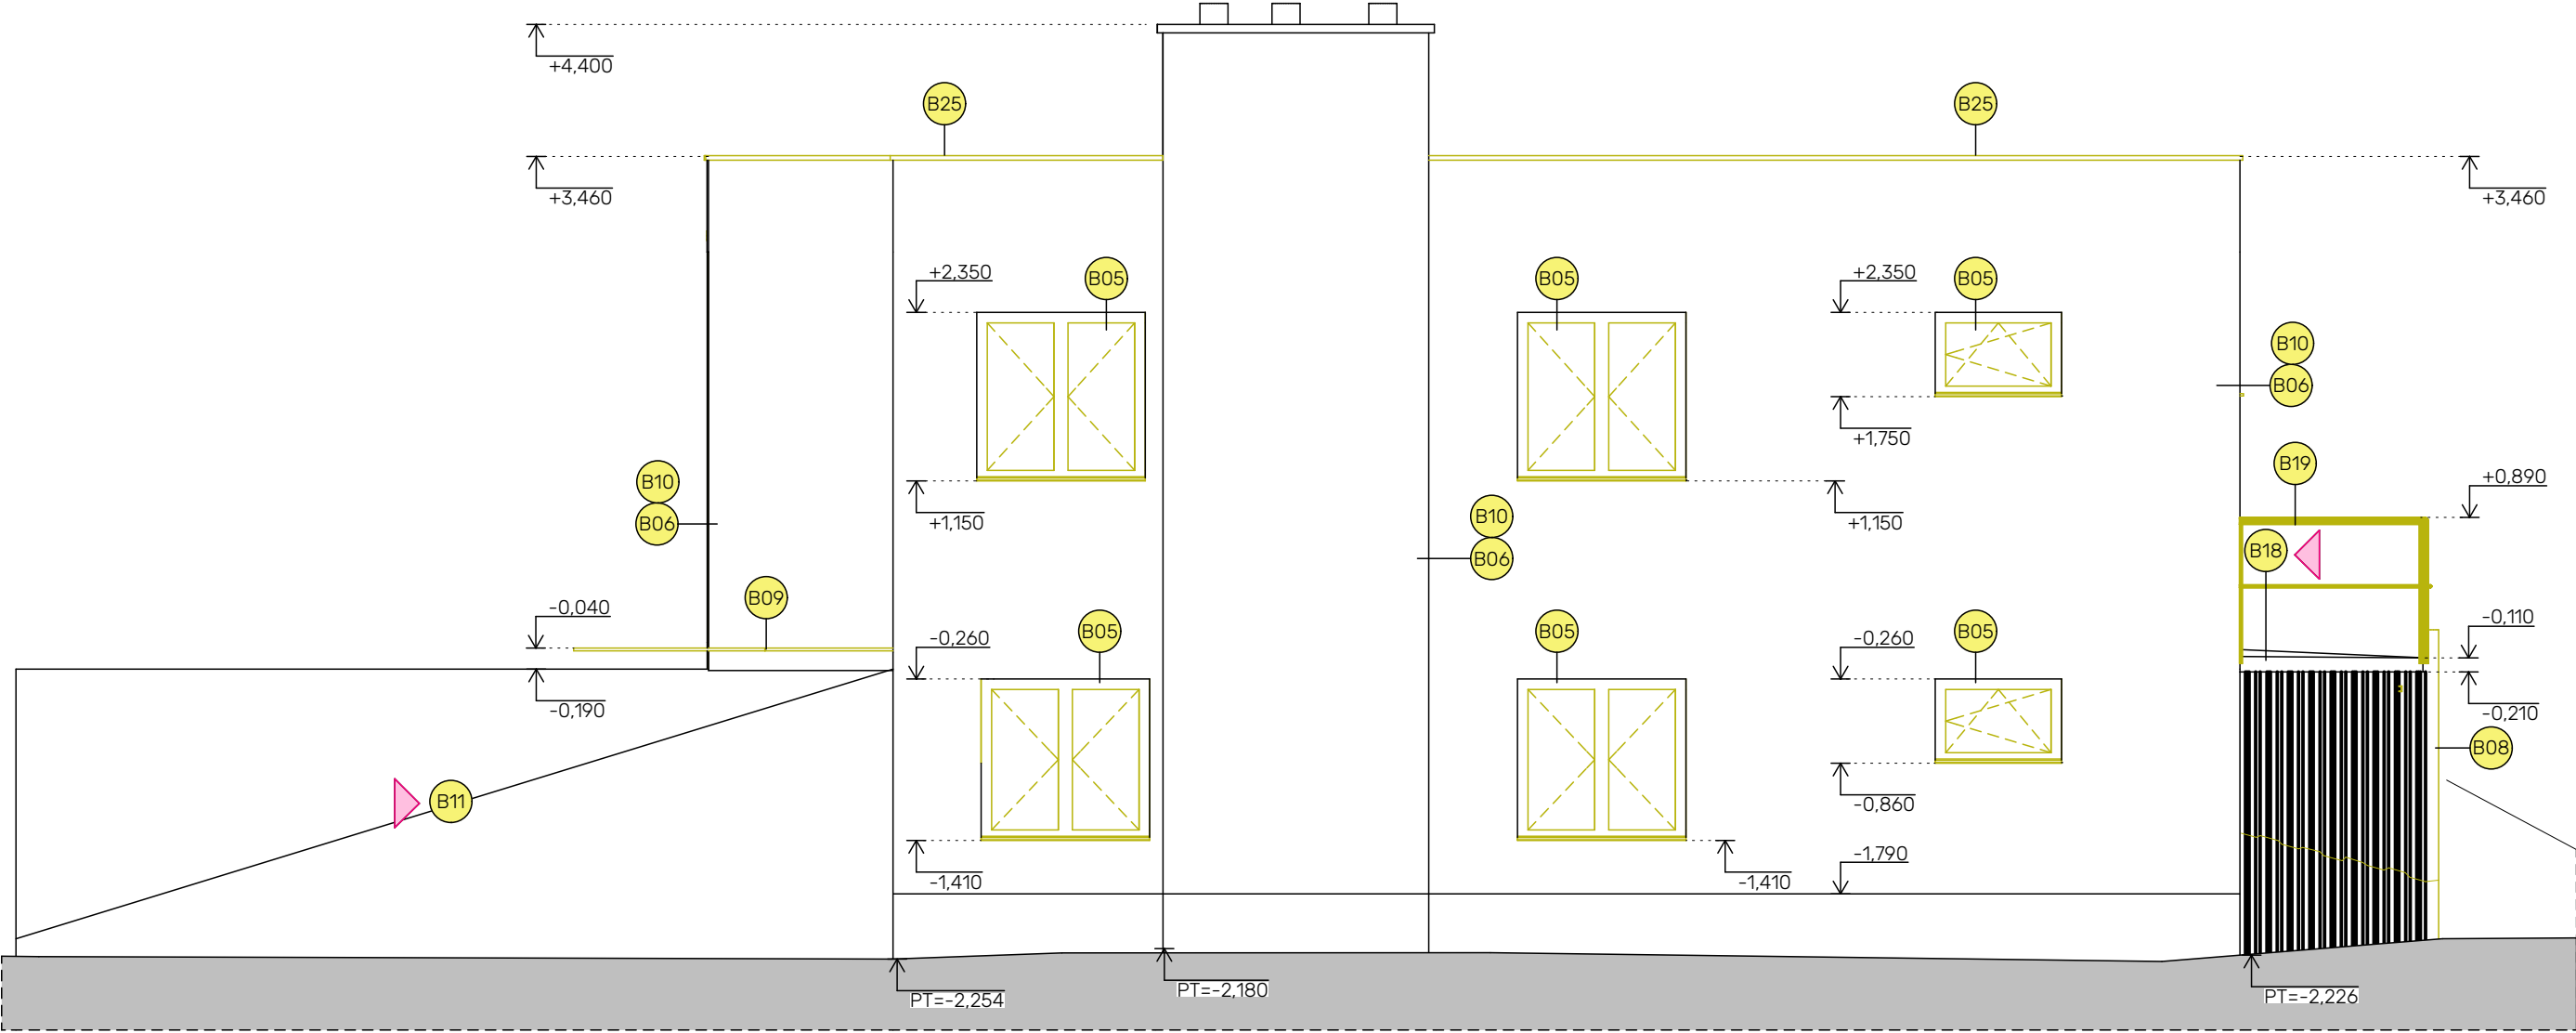 +4,400
B25
B25
+3,460
+3,460
+2,350
B05
B05
+2,350
B05
B10
B06
+1,750
B19
+0,890
B10
B06
+1,150
B10
B06
+1,150
B18
B09
-0,040
-0,260
B05
B05
-0,260
B05
-0,110
-0,190
-0,210
B08
B11
-0,860
-1,410
-1,410
-1,790
PT=-2,254
PT=-2,180
PT=-2,226